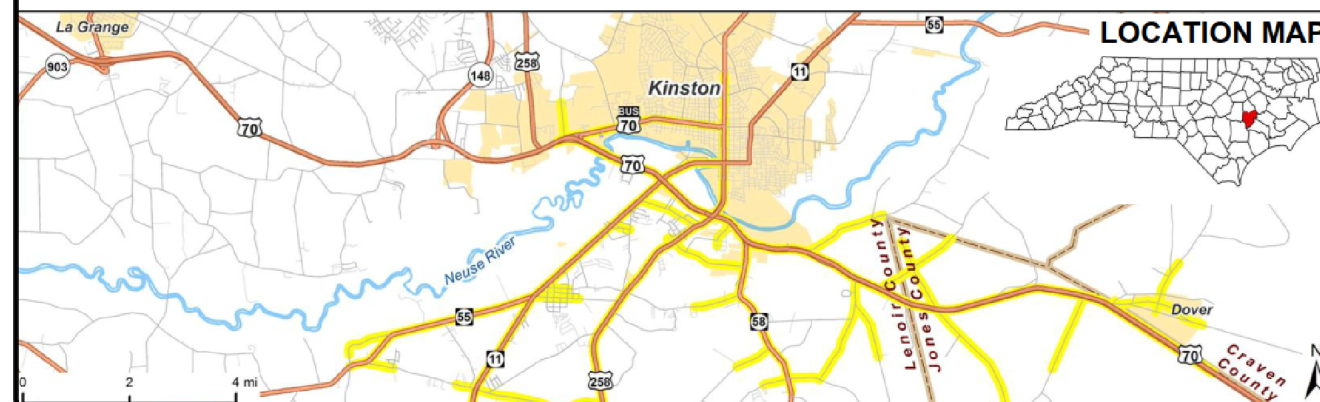 La Grange
LOCATION MAP
55
903
148
258
11
Kinston
BUS
70
70
70
Neuse River
Lenoir County
Jones County
55
58
Dover
11
258
70
Craven
County
N
0 2 4 mi